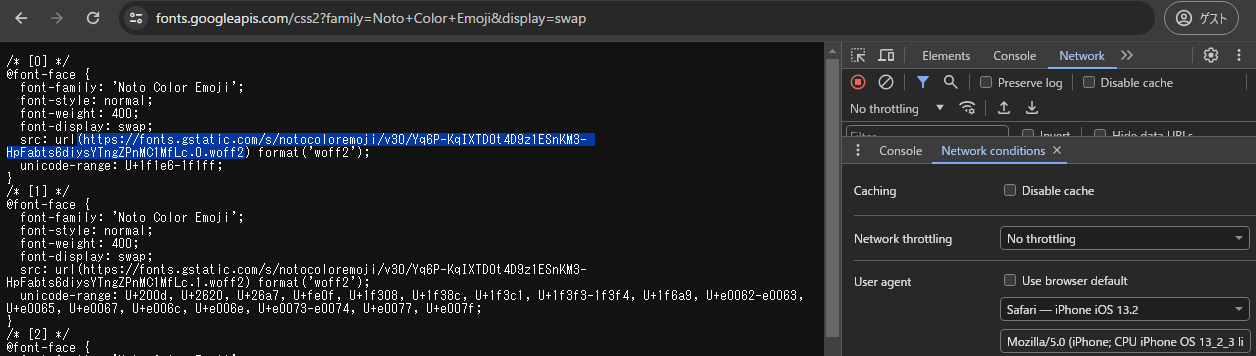 fonts.googleapis.com/css2?family=Noto+Color+Emoji&display=swap
ゲスト
/* [0] */
@font-face {
font-family: 'Noto Color Emoji';
font-style: normal;
font-weight: 400;
font-display: swap;
src: url(https://fonts.gstatic.com/s/notocoloremoji/v30/Yq6P-KqIXTD0t4D9z1ESnKM3-
HpFabts6diysYTngZPnMC1MfLc.0.woff2) format('woff2');
unicode-range: U+1f1e6-1f1ff;
}
/* [1] */
@font-face {
font-family: 'Noto Color Emoji';
font-style: normal;
font-weight: 400;
font-display: swap;
src: url(https://fonts.gstatic.com/s/notocoloremoji/v30/Yq6P-KqIXTD0t4D9z1ESnKM3-
HpFabts6diysYTngZPnMC1MfLc.1.woff2) format('woff2');
unicode-range: U+200d, U+2620, U+26a7, U+fe0f, U+1f308, U+1f38c, U+1f3c1, U+1f3f3-1f3f4, U+1f6a9, U+e0062-e0063,
U+e0065, U+e0067, U+e006c, U+e006e, U+e0073-e0074, U+e0077, U+e007f;
}
/* [2] */
@font-face {
Elements Console Network
Preserve log Disable cache
No throttling
Filter Invert Hide data URLs
Console Network conditions
Caching Disable cache
Network throttling No throttling
User agent Use browser default
Safari — iPhone iOS 13.2
Mozilla/5.0 (iPhone; CPU iPhone OS 13_2_3 li